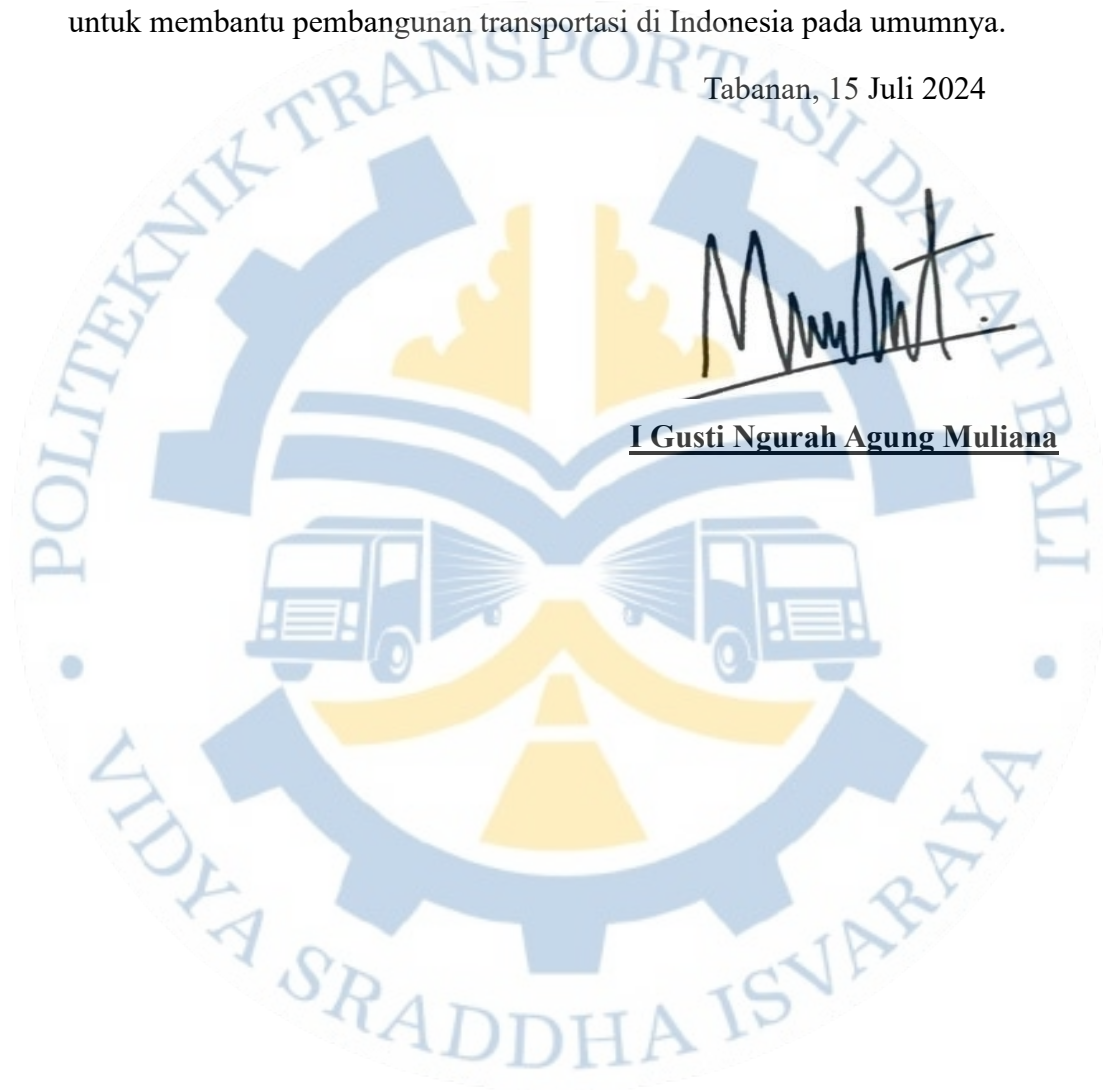 untuk membantu pembangunan transportasi di Indonesia pada umumnya.
Tabanan, 15 Juli 2024
I Gusti Ngurah Agung Muliana
POLITEKNIK TRANSPORTASI DARAT BALI
VIDYA SRADDHA ISVARAYA